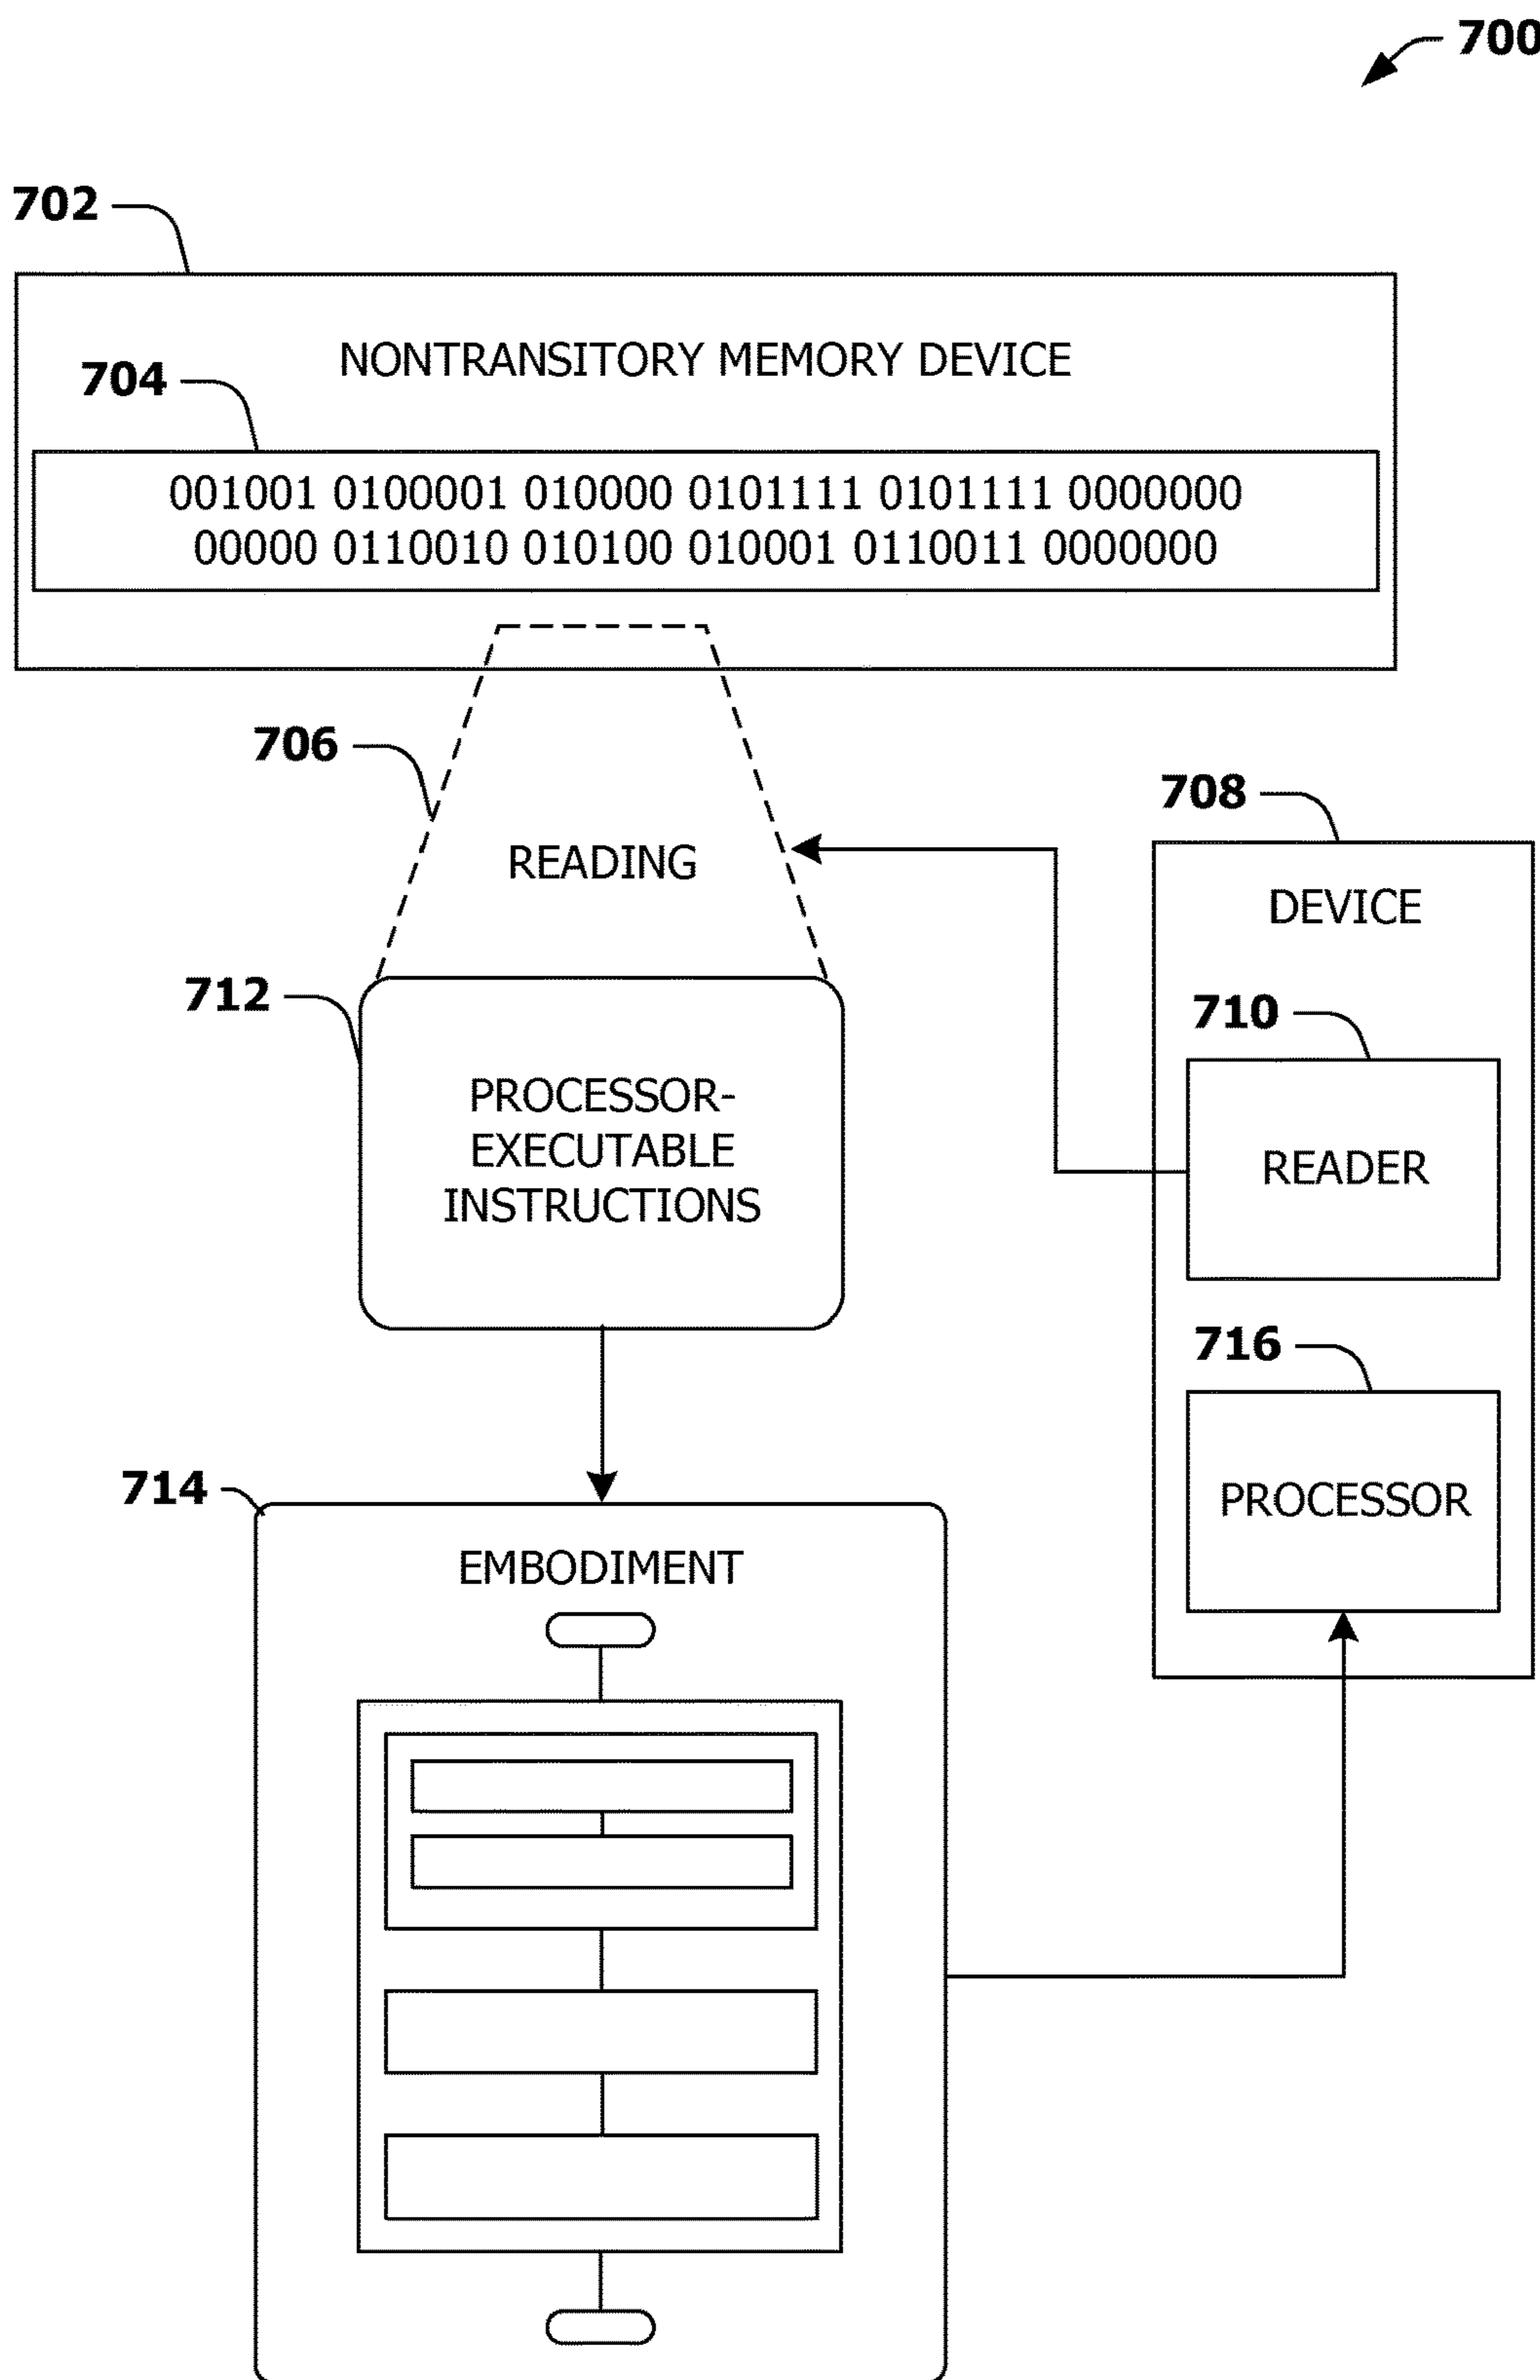 700
702
NONTRANSITORY MEMORY DEVICE
704
001001 0100001 010000 0101111 0101111 0000000
00000 0110010 010100 010001 0110011 0000000
706
READING
708
DEVICE
710
READER
712
PROCESSOR-
EXECUTABLE
INSTRUCTIONS
716
PROCESSOR
714
EMBODIMENT